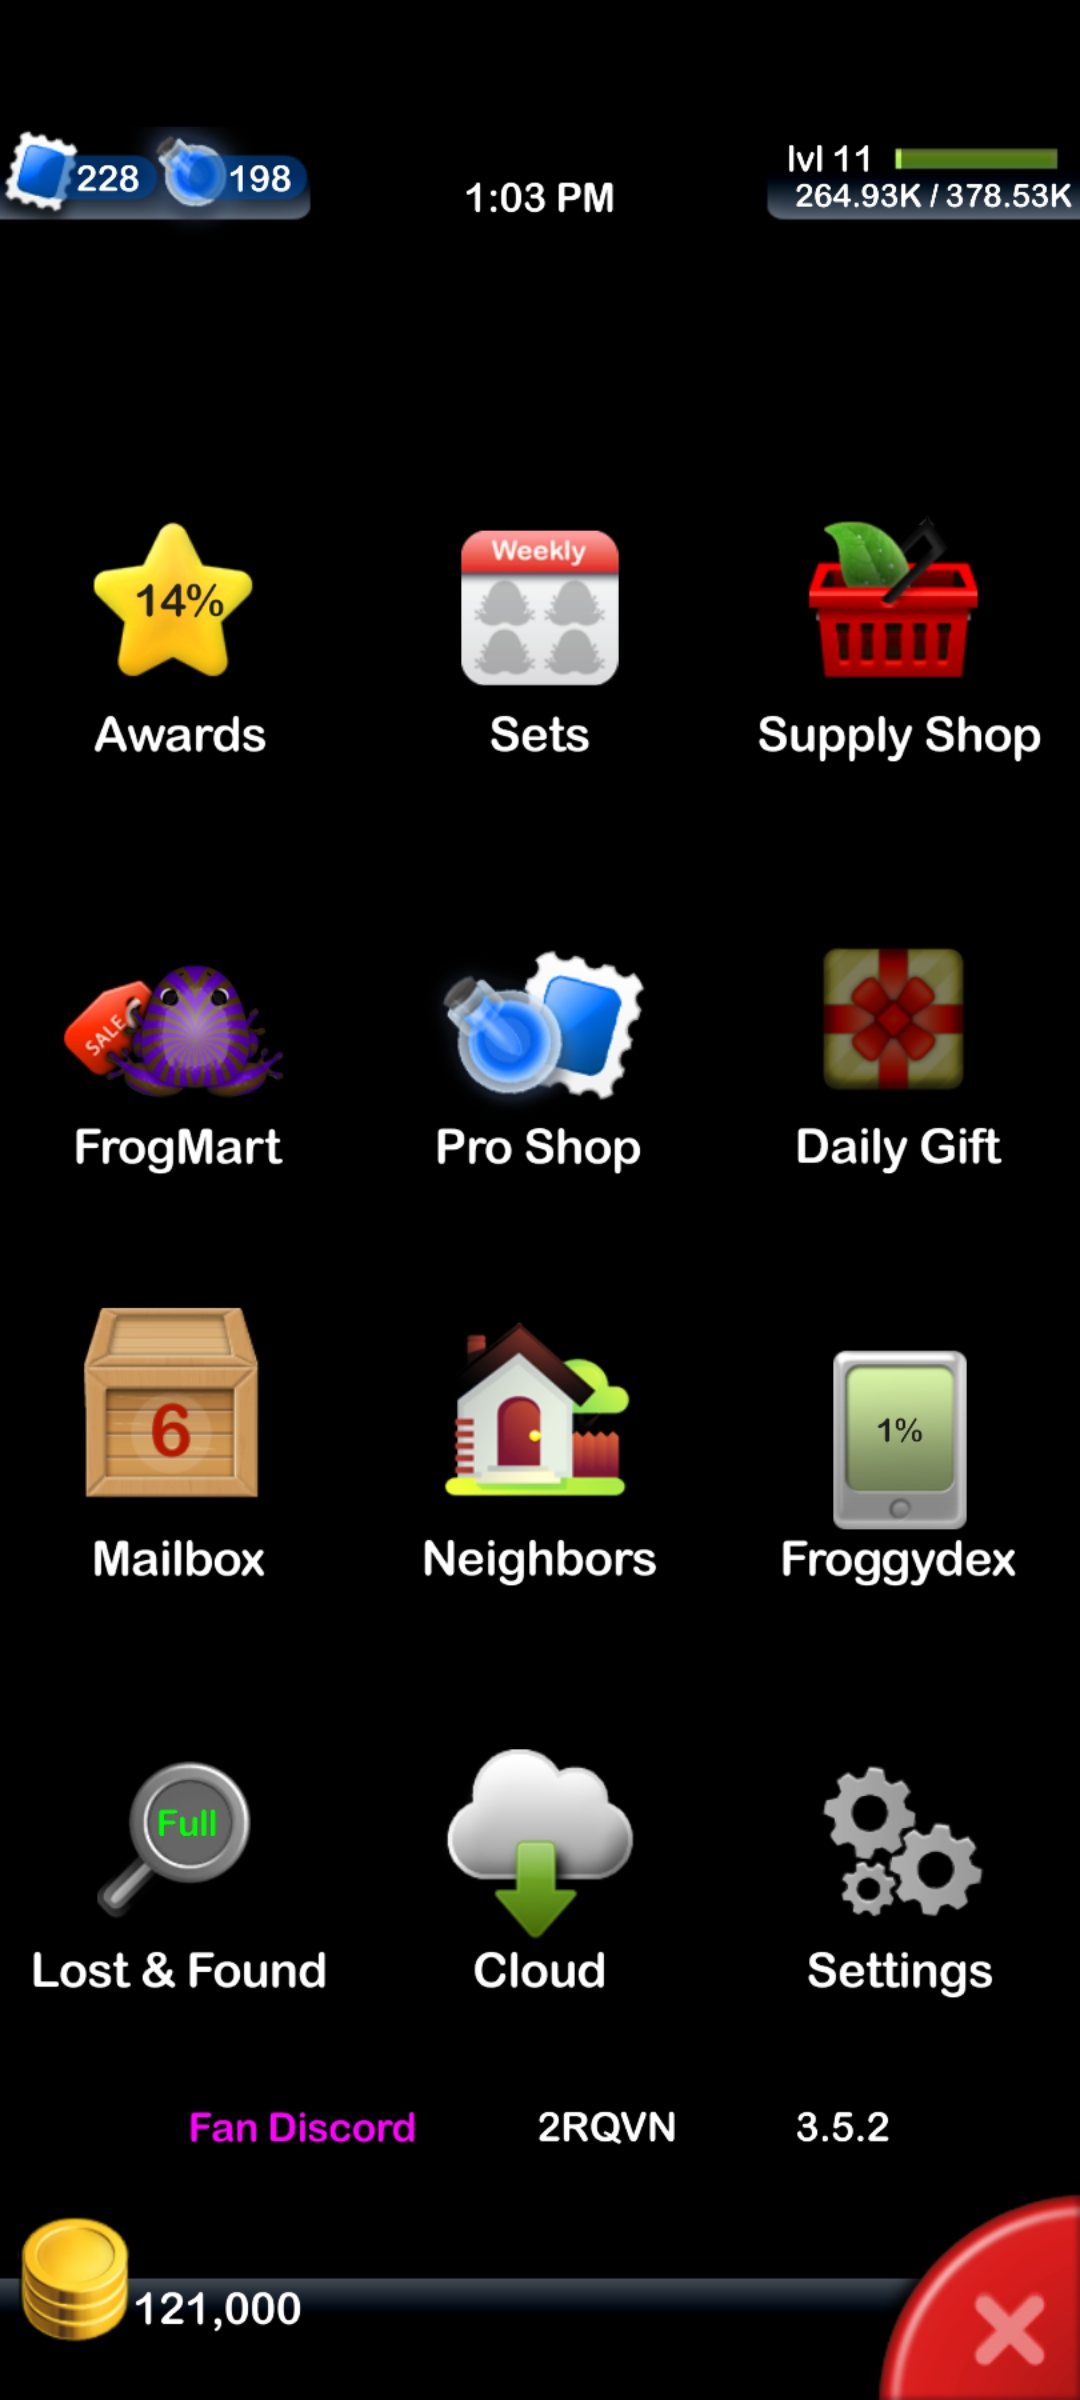 228 198
1:03 PM
lvl 11
264.93K / 378.53K
14%
Weekly
Awards
Sets
Supply Shop
SALE
FrogMart
Pro Shop
Daily Gift
6
1%
Mailbox
Neighbors
Froggydex
Full
Lost & Found
Cloud
Settings
Fan Discord 2RQVN 3.5.2
121,000